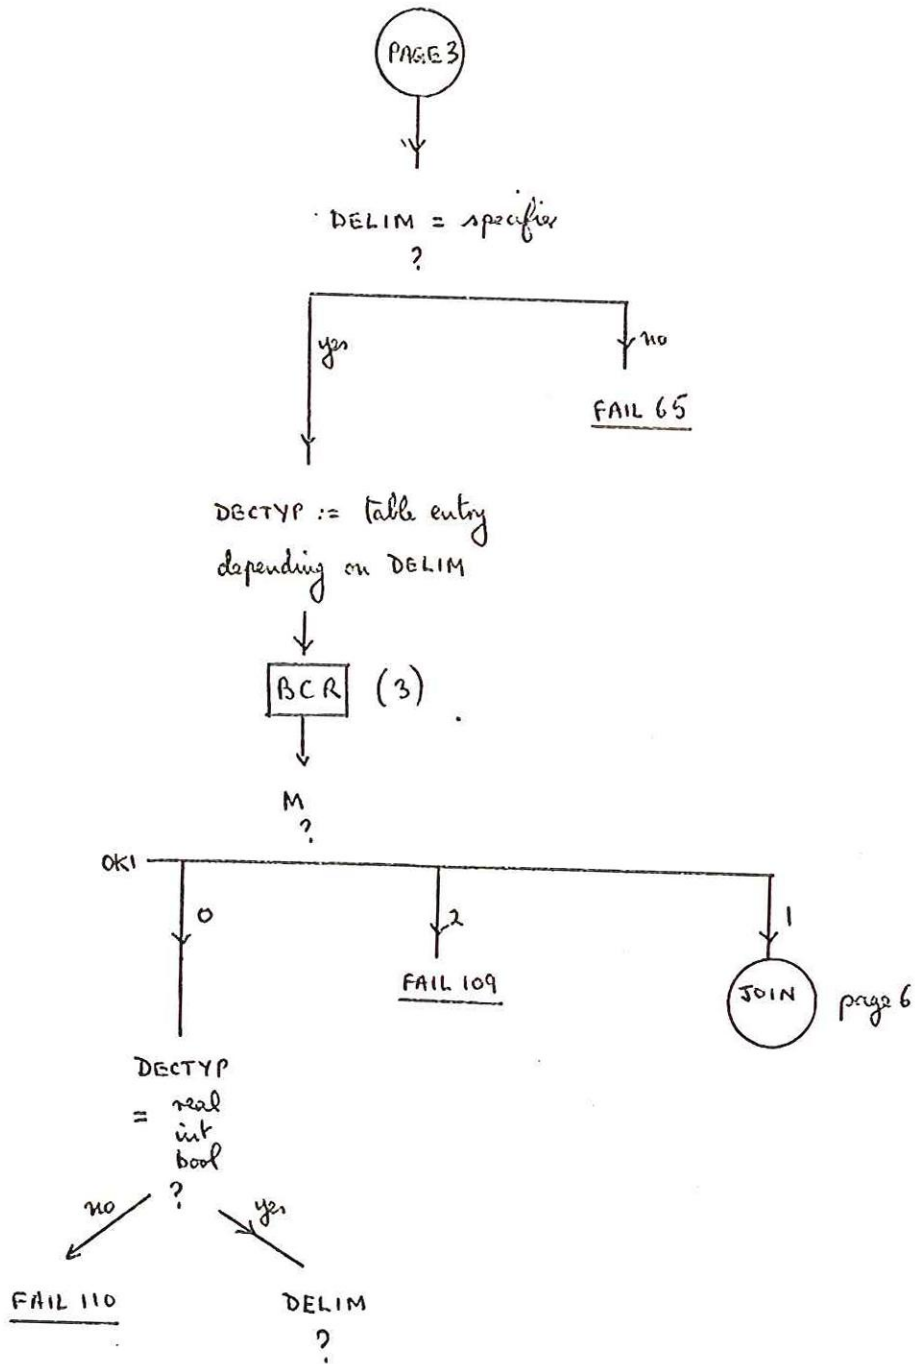 PAGE 3
DELIM = specifier
?
yes
no
FAIL 65
DECTYP := table entry
depending on DELIM
BCR (3)
M
?
OK1
0
2
1
FAIL 109
JOIN page 6
DECTYP
= real
int
bool
?
no
yes
FAIL 110
DELIM
?